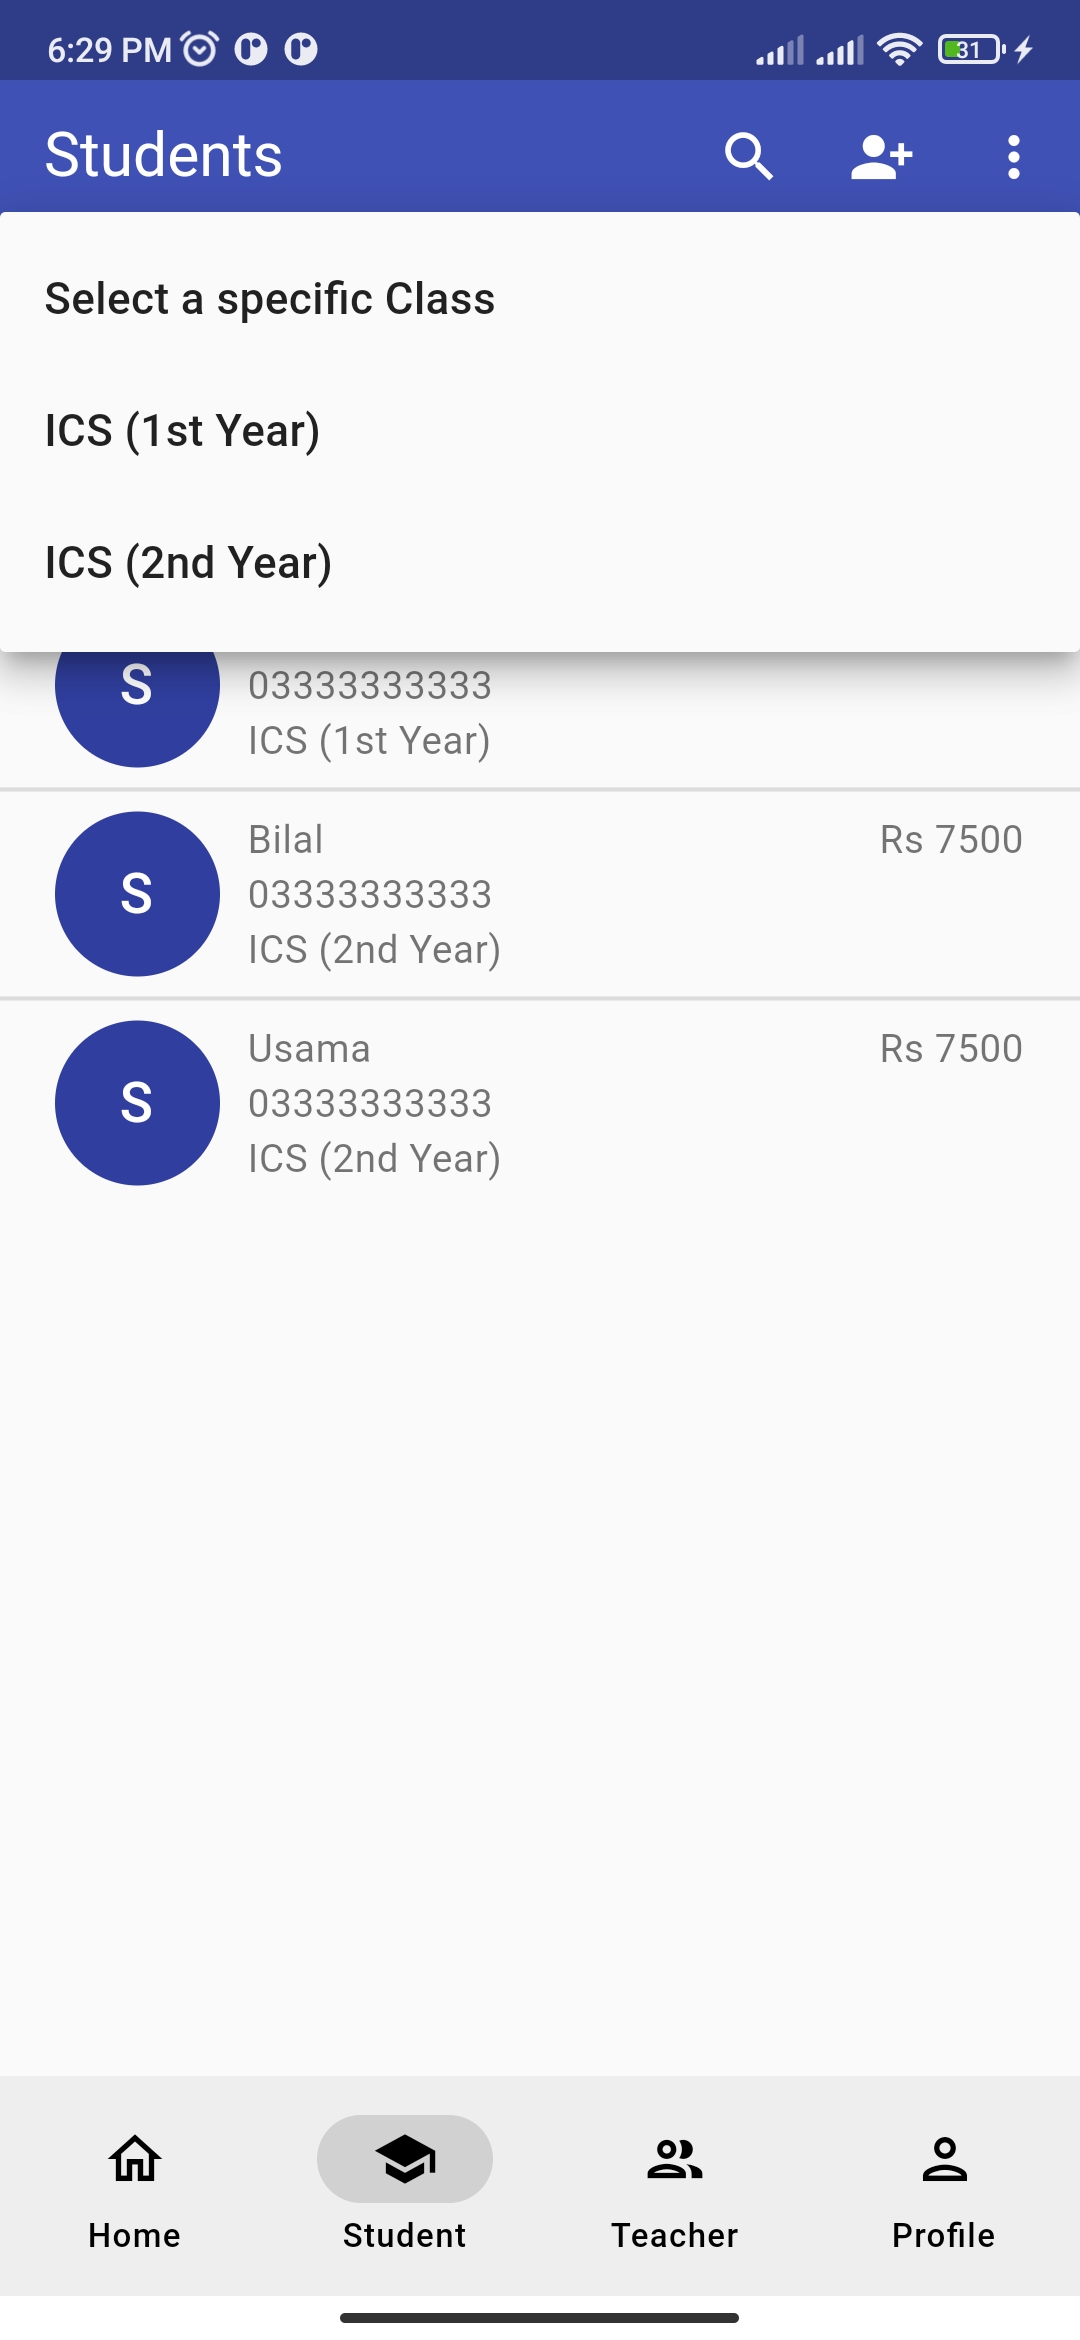 6:29 PM
31
Students
Select a specific Class
ICS (1st Year)
ICS (2nd Year)
S
03333333333
ICS (1st Year)
S
Bilal
Rs 7500
03333333333
ICS (2nd Year)
S
Usama
Rs 7500
03333333333
ICS (2nd Year)
Home
Student
Teacher
Profile